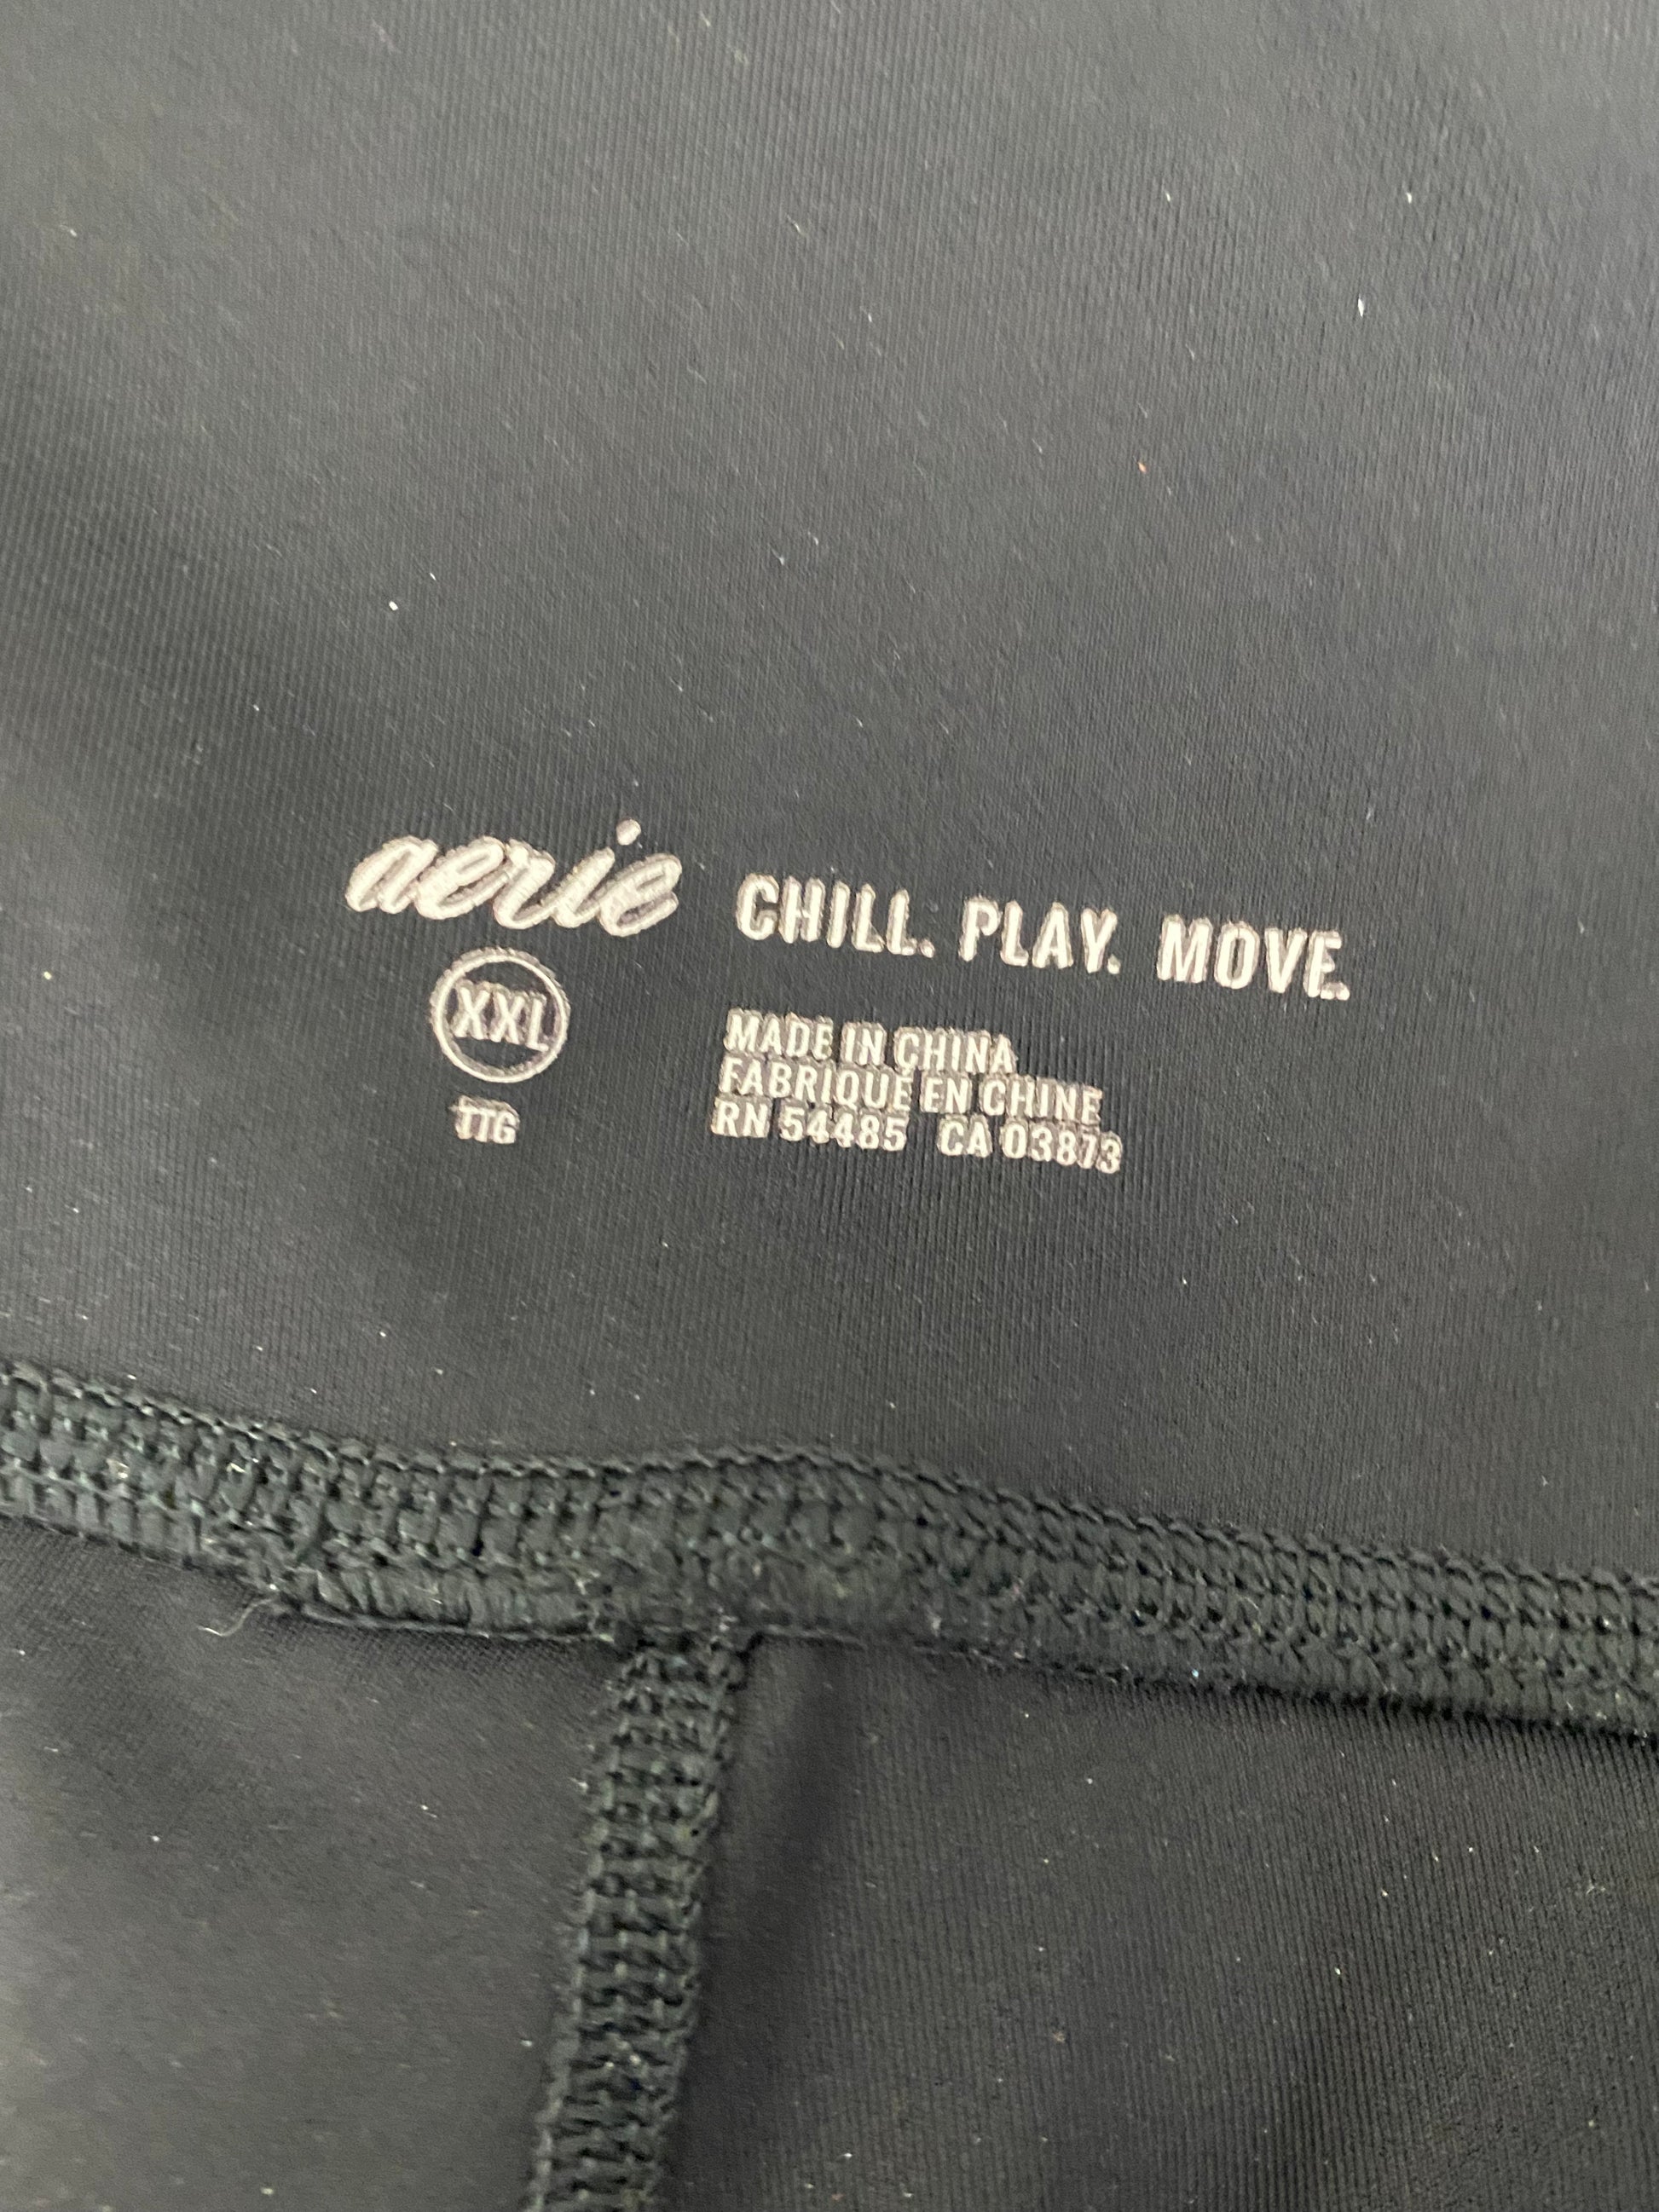 aerie CHILL. PLAY. MOVE.
XXL
TTG
MADE IN CHINA
FABRIQUÉ EN CHINE
RN 54485 CA 03873